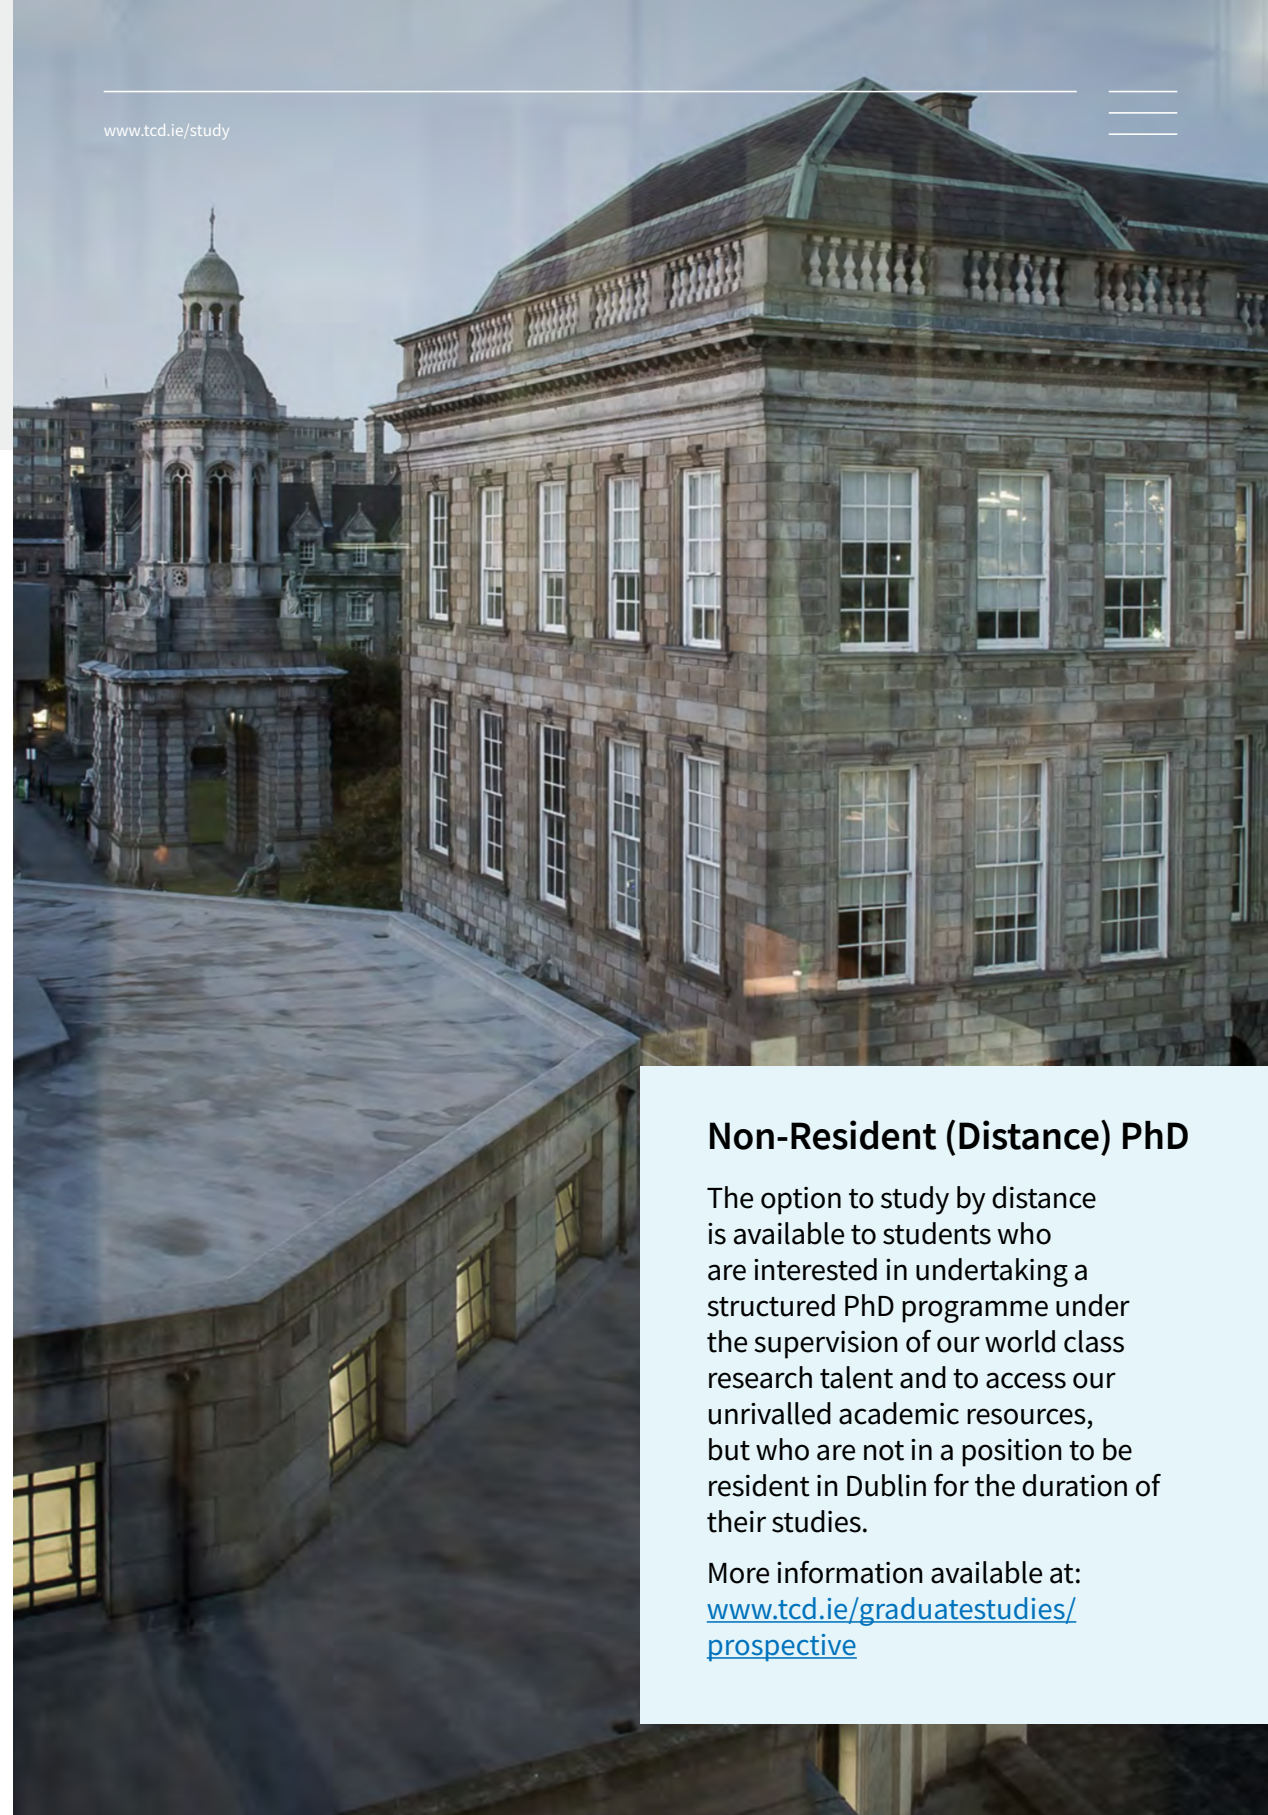 www.tcd.ie/study
Non-Resident (Distance) PhD
The option to study by distance
is available to students who
are interested in undertaking a
structured PhD programme under
the supervision of our world class
research talent and to access our
unrivalled academic resources,
but who are not in a position to be
resident in Dublin for the duration of
their studies.
More information available at:
www.tcd.ie/graduatestudies/
prospective